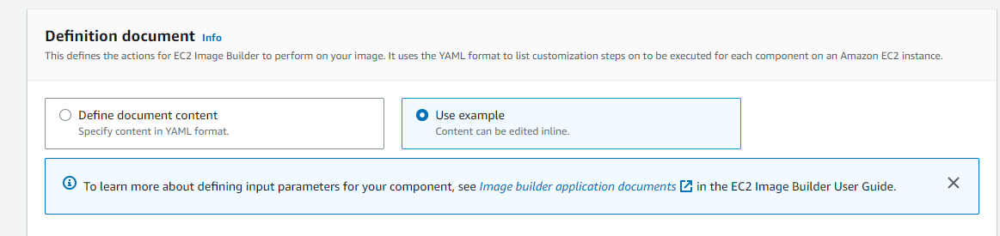 Definition document Info
This defines the actions for EC2 Image Builder to perform on your image. It uses the YAML format to list customization steps on to be executed for each component on an Amazon EC2 instance.
Define document content
Specify content in YAML format.
Use example
Content can be edited inline.
To learn more about defining input parameters for your component, see Image builder application documents in the EC2 Image Builder User Guide.